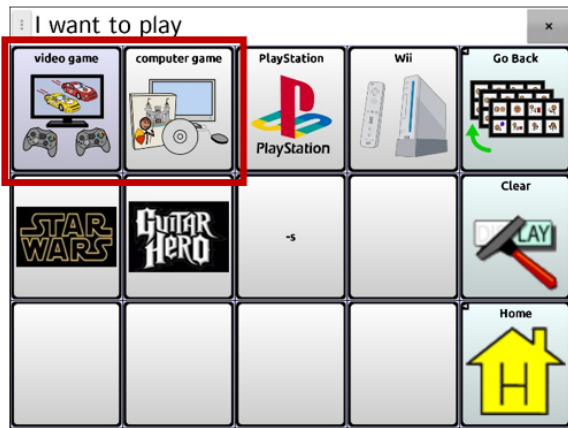 I want to play
×
video game
computer game
PlayStation
Wii
Go Back
PlayStation
Clear
STAR
WARS
GUITAR
HERO
-s
DISPLAY
Home
H